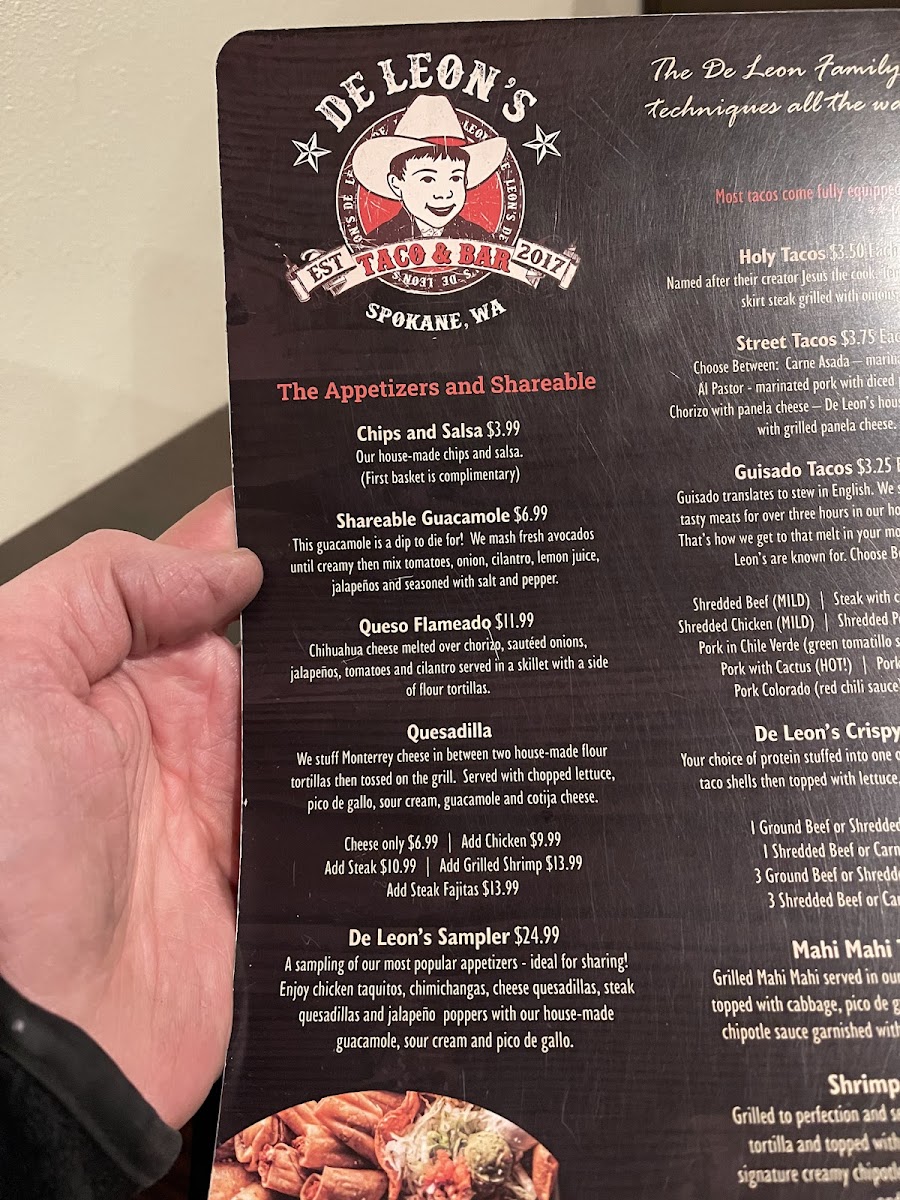 DE LEON'S
EST TACO & BAR 2017
SPOKANE, WA
The Appetizers and Shareable
Chips and Salsa $3.99
Our house-made chips and salsa.
(First basket is complimentary)
Shareable Guacamole $6.99
This guacamole is a dip to die for! We mash fresh avocados
until creamy then mix tomatoes, onion, cilantro, lemon juice,
jalapeños and seasoned with salt and pepper.
Queso Flameado $11.99
Chihuahua cheese melted over chorizo, sautéed onions,
jalapeños, tomatoes and cilantro served in a skillet with a side
of flour tortillas.
Quesadilla
We stuff Monterrey cheese in between two house-made flour
tortillas then tossed on the grill. Served with chopped lettuce,
pico de gallo, sour cream, guacamole and cotija cheese.
Cheese only $6.99 | Add Chicken $9.99
Add Steak $10.99 | Add Grilled Shrimp $13.99
Add Steak Fajitas $13.99
De Leon's Sampler $24.99
A sampling of our most popular appetizers - ideal for sharing!
Enjoy chicken taquitos, chimichangas, cheese quesadillas, steak
quesadillas and jalapeño poppers with our house-made
guacamole, sour cream and pico de gallo.
The De Leon Family
techniques all the
Most tacos come fully equipped
Holy Tacos $3.50 Each
Named after their creator Jesus the cook.
skirt steak grilled with onions
Street Tacos $3.75
Choose Between: Carne Asada —
Al Pastor - marinated pork with diced
Chorizo with panela cheese — De Leon's
with grilled panela cheese.
Guisado Tacos $3.25
Guisado translates to stew in English. We
tasty meats for over three hours in our
That's how we get to that melt in your
Leon's are known for. Choose
Shredded Beef (MILD) | Steak with
Shredded Chicken (MILD) | Shredded
Pork in Chile Verde (green tomatillo
Pork with Cactus (HOT!) | Pork
Pork Colorado (red chili sauce
De Leon's Crispy
Your choice of protein stuffed into one
taco shells then topped with lettuce,
1 Ground Beef or Shredded
1 Shredded Beef or
3 Ground Beef or
3 Shredded Beef or
Mahi Mahi
Grilled Mahi Mahi served in our
topped with cabbage, pico de
chipotle sauce garnished with
Shrimp
Grilled to perfection and
tortilla and topped with
signature creamy